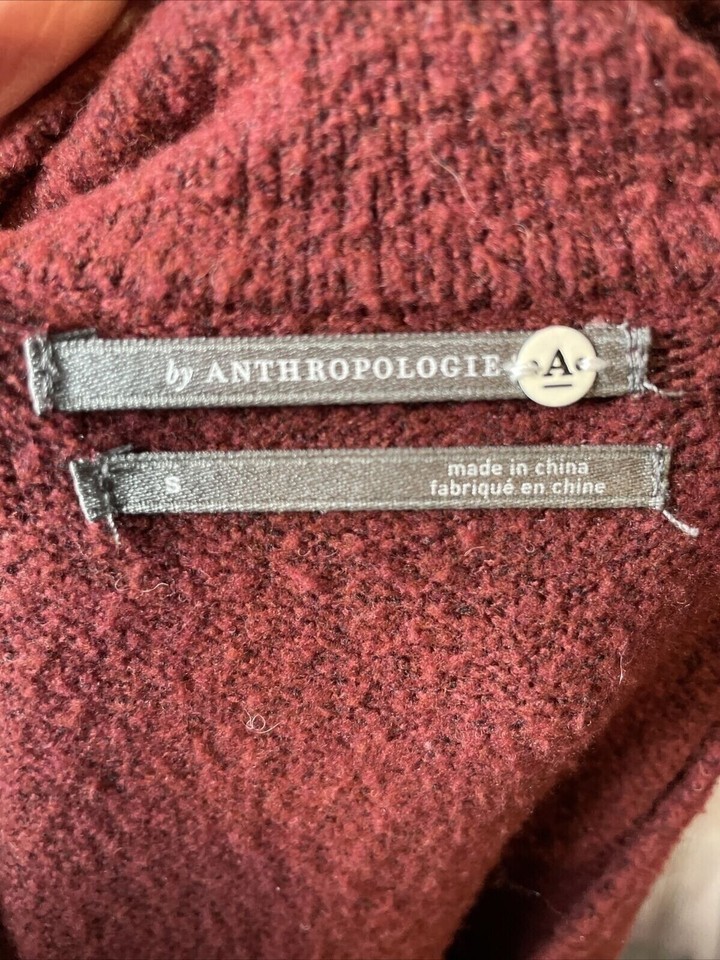 by ANTHROPOLOGIE
A
S
made in china
fabriqué en chine